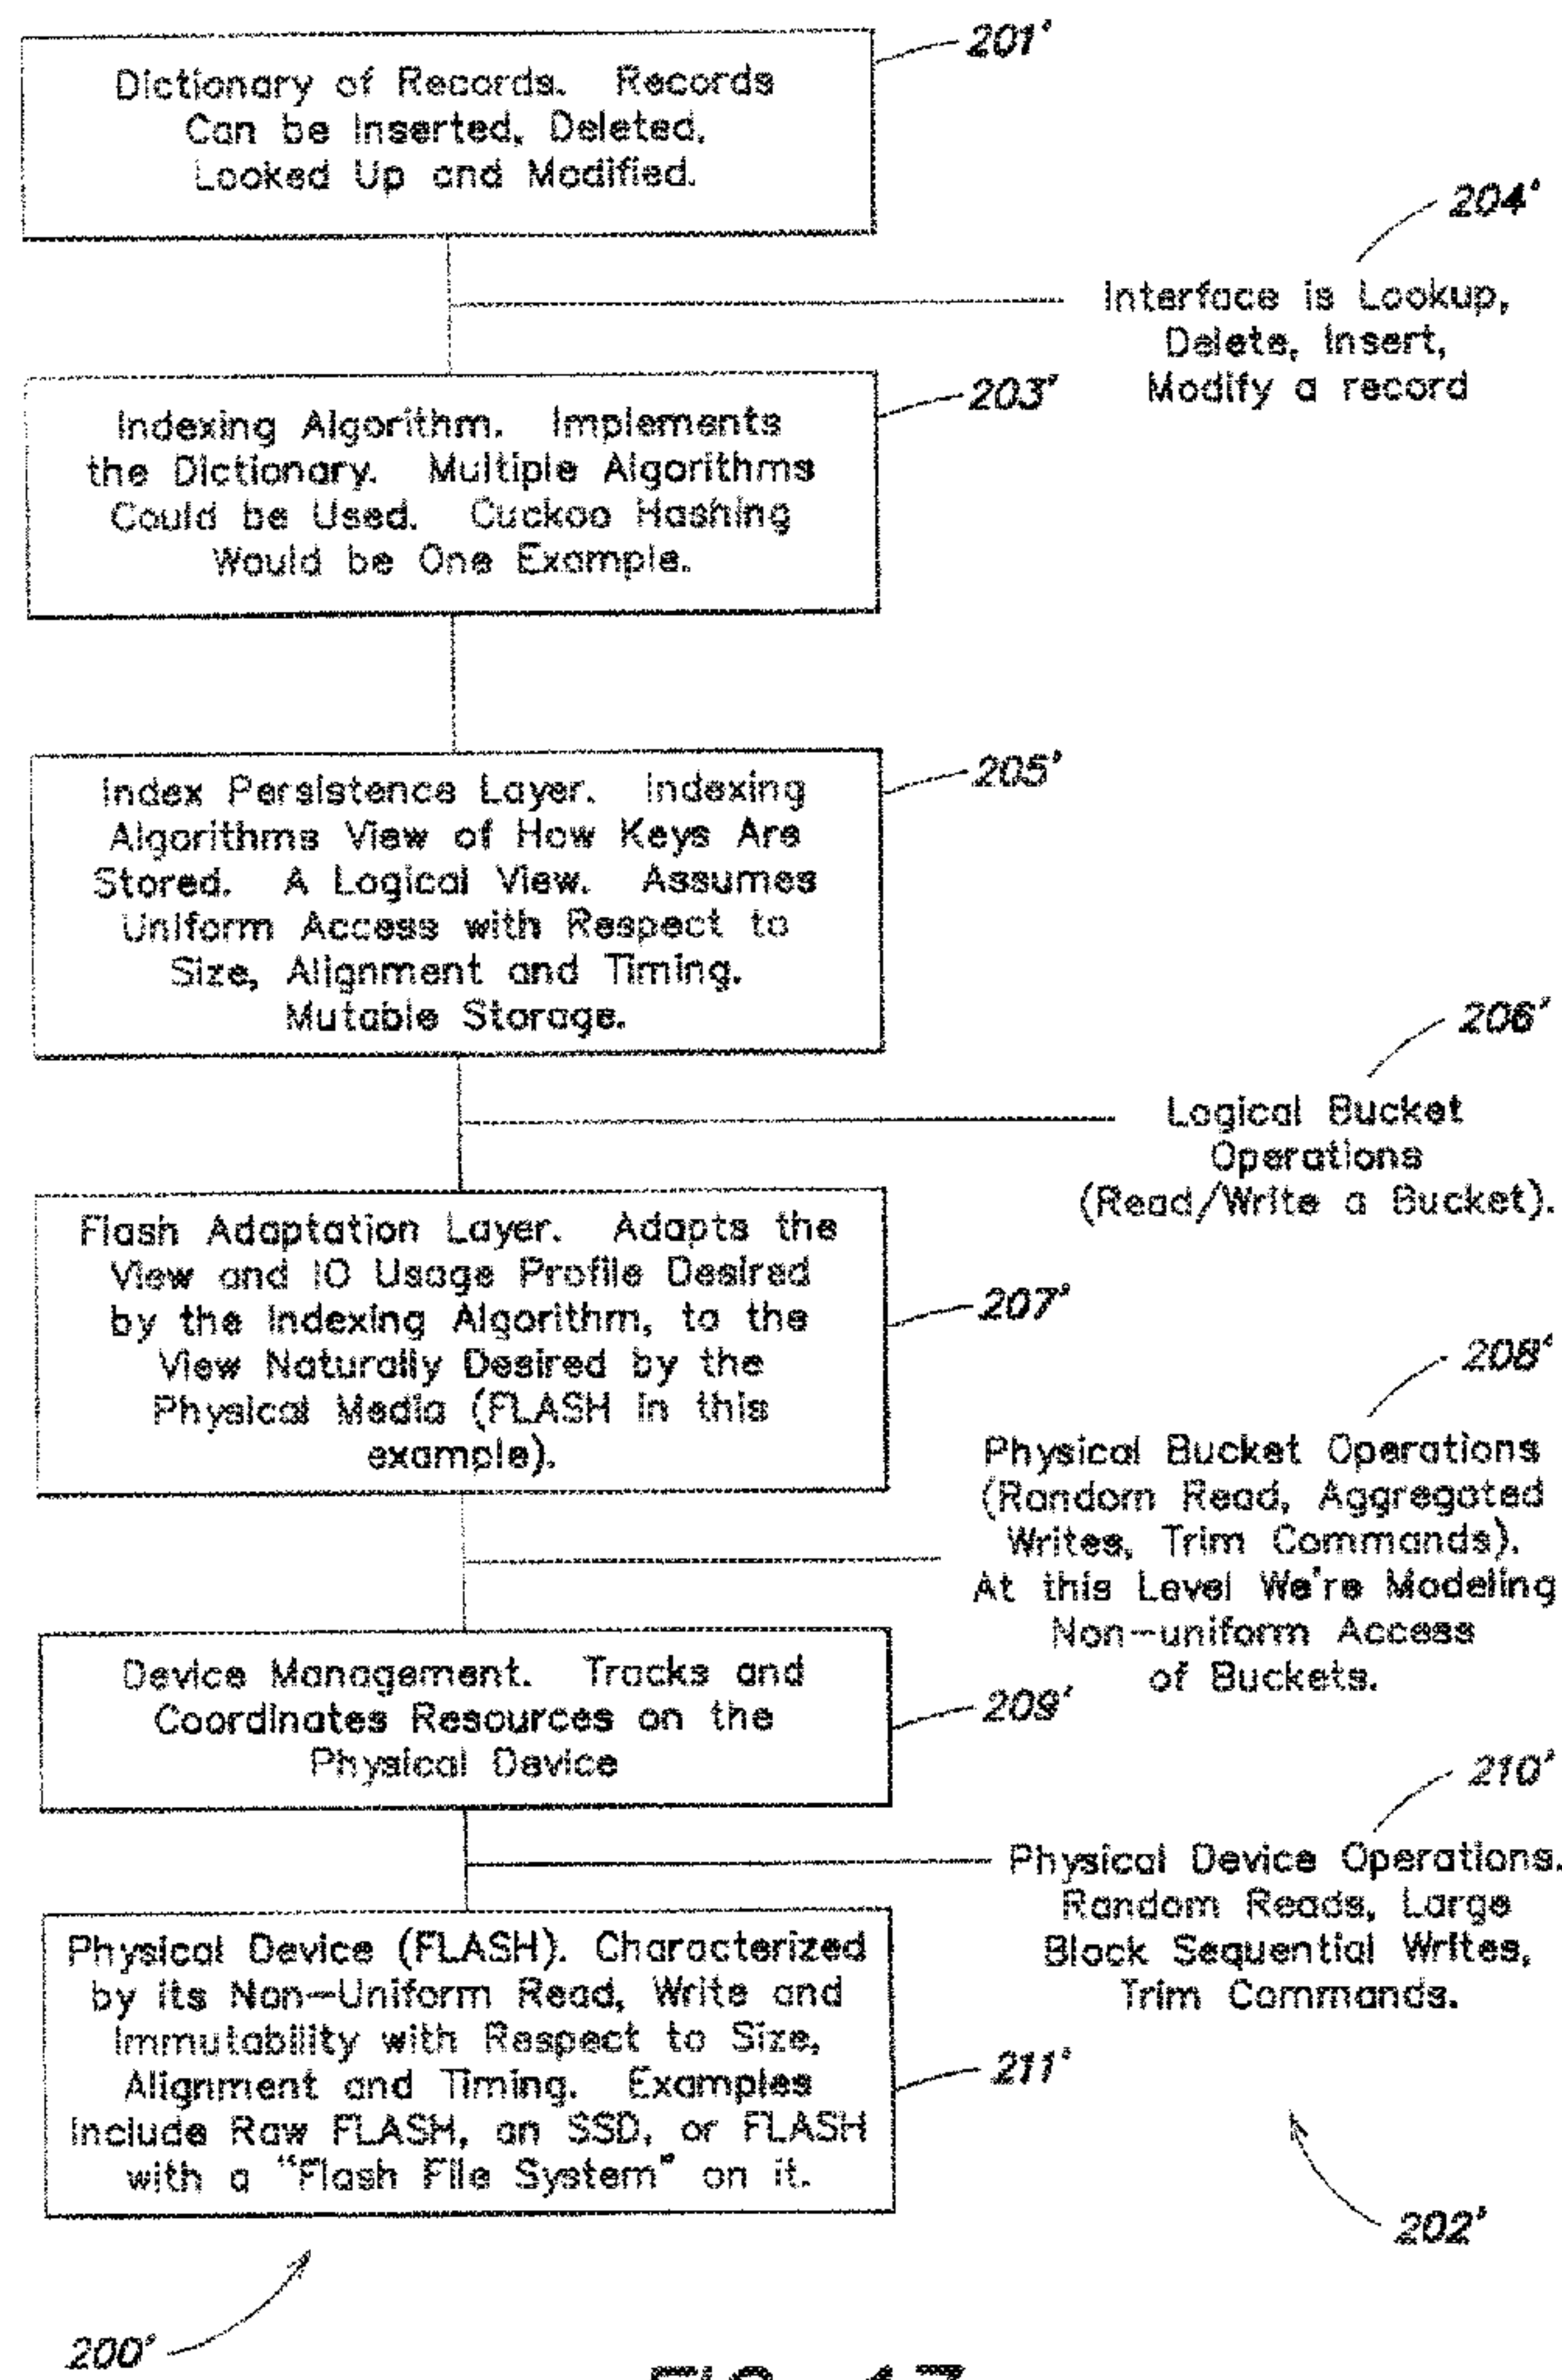 201'
Dictionary of Records. Records
Can be Inserted, Deleted,
Looked Up and Modified.
204'
Interface is Lookup,
Delete, Insert,
Modify a record
203'
Indexing Algorithm. Implements
the Dictionary. Multiple Algorithms
Could be Used. Cuckoo Hashing
Would be One Example.
205'
Index Persistence Layer. Indexing
Algorithms View of How Keys Are
Stored. A Logical View. Assumes
Uniform Access with Respect to
Size, Alignment and Timing.
Mutable Storage.
206'
Logical Bucket
Operations
(Read/Write a Bucket).
Flash Adaptation Layer. Adapts the
View and IO Usage Profile Desired
by the Indexing Algorithm, to the
View Naturally Desired by the
Physical Media (FLASH in this
example).
207'
208'
Physical Bucket Operations
(Random Read, Aggregated
Writes, Trim Commands).
At this Level We're Modeling
Non-uniform Access
of Buckets.
Device Management. Tracks and
Coordinates Resources on the
Physical Device
209'
210'
Physical Device Operations.
Random Reads, Large
Block Sequential Writes,
Trim Commands.
Physical Device (FLASH). Characterized
by its Non-Uniform Read, Write and
Immutability with Respect to Size,
Alignment and Timing. Examples
Include Raw FLASH, an SSD, or FLASH
with a "Flash File System" on it.
211'
202'
200'